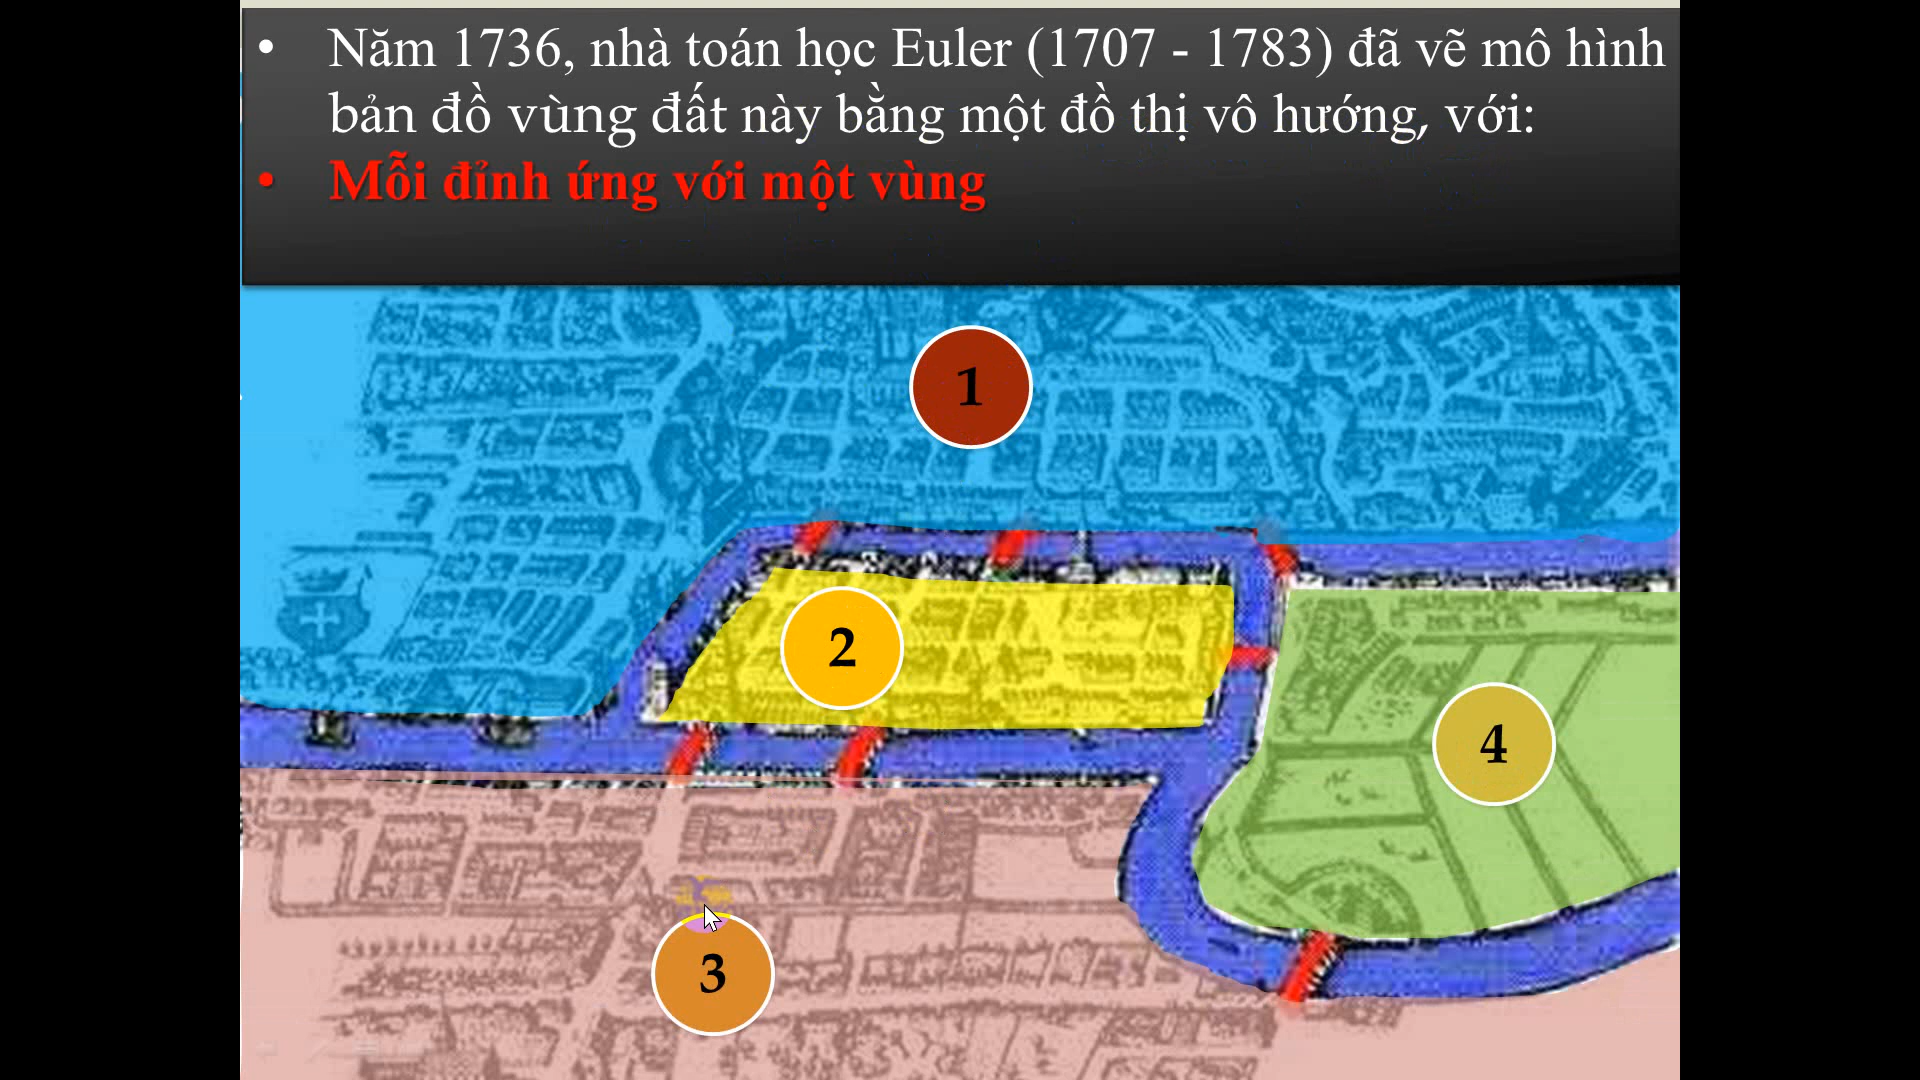 • Năm 1736, nhà toán học Euler (1707 - 1783) đã vẽ mô hình
bản đồ vùng đất này bằng một đồ thị vô hướng, với:
• Mỗi đỉnh ứng với một vùng
1
2
4
3